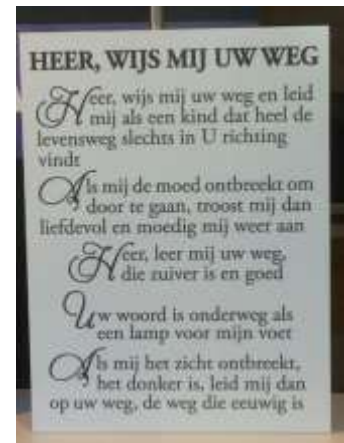 HEER, WIJS MIJ UW WEG
Heer, wijs mij uw weg en leid
mij als een kind dat heel de
levensweg slechts in U richting
vindt
Als mij de moed ontbreekt om
door te gaan, troost mij dan
liefdevol en moedig mij weer aan
Heer, leer mij uw weg,
die zuiver is en goed
Uw woord is onderweg als
een lamp voor mijn voet
Als mij het zicht ontbreekt,
het donker is, leid mij dan
op uw weg, de weg die eeuwig is